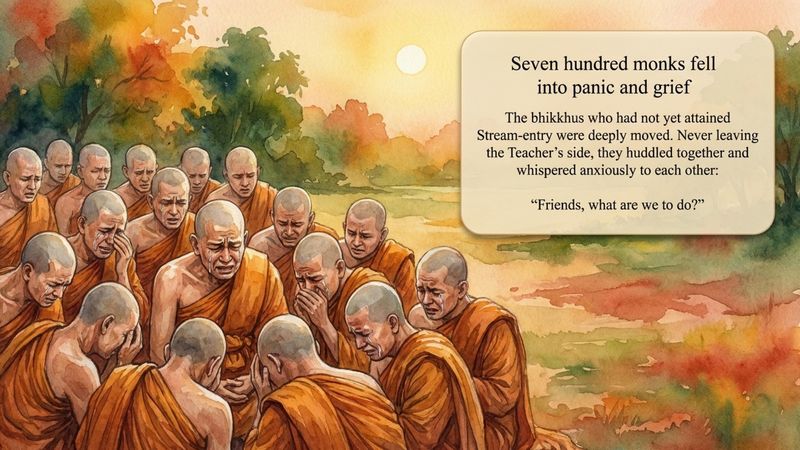 Seven hundred monks fell
into panic and grief
The bhikkhus who had not yet attained
Stream-entry were deeply moved. Never leaving
the Teacher’s side, they huddled together and
whispered anxiously to each other:
“Friends, what are we to do?”